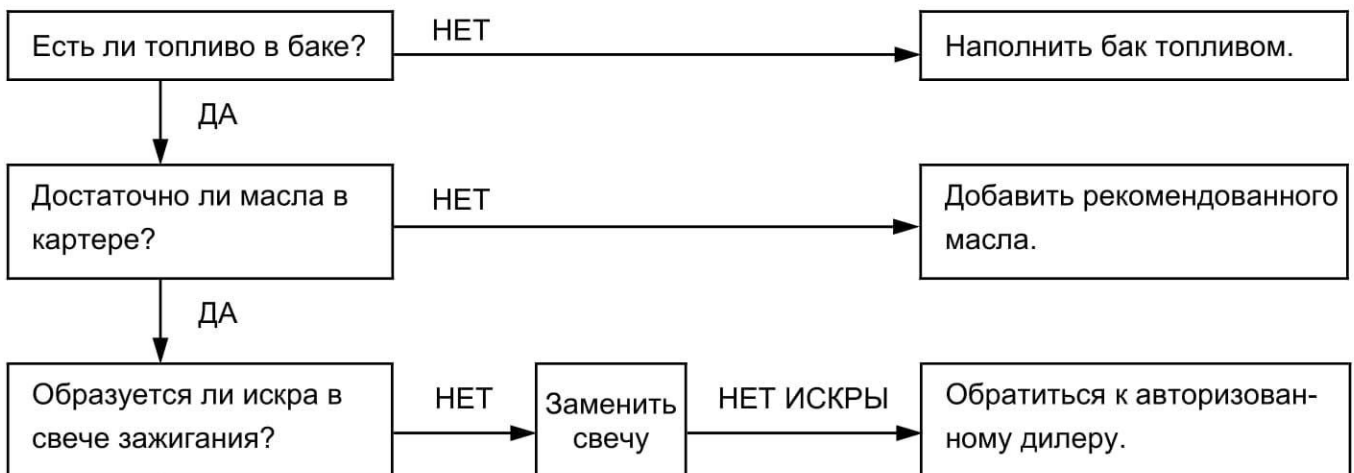 Есть ли топливо в баке?
НЕТ
Наполнить бак топливом.
ДА
Достаточно ли масла в
картере?
НЕТ
Добавить рекомендованного
масла.
ДА
Образуется ли искра в
свече зажигания?
НЕТ
Заменить
свечу
НЕТ ИСКРЫ
Обратиться к авторизован-
ному дилеру.